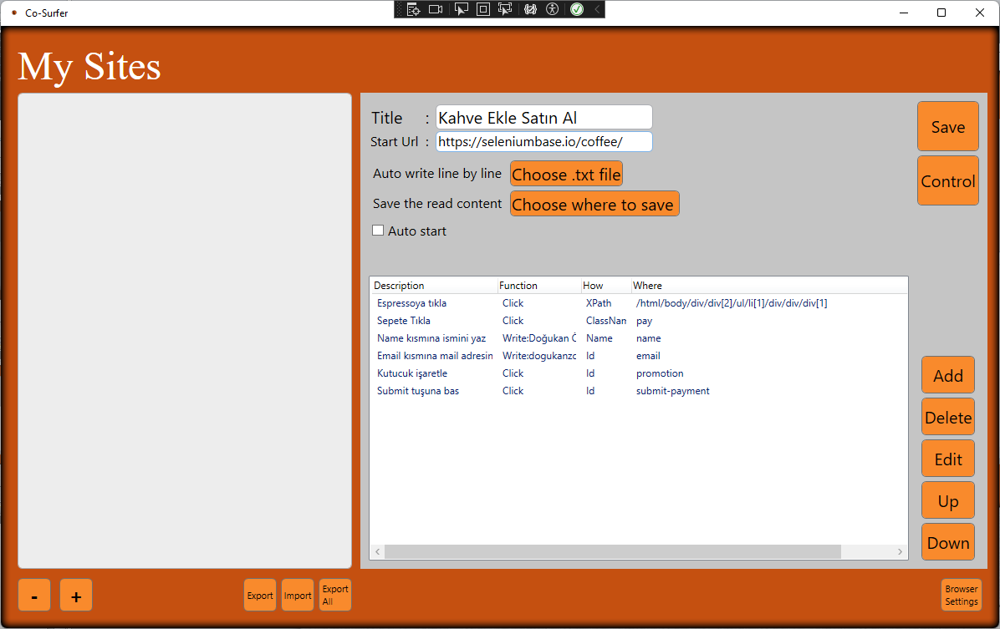 Co-Surfer
My Sites
Title : Kahve Ekle Satın Al
Start Url : https://seleniumbase.io/coffee/
Auto write line by line Choose .txt file
Save the read content Choose where to save
Auto start
Save
Control
Description Function How Where
Espressoya tıkla Click XPath /html/body/div/div[2]/ul/li[1]/div/div/div[1]
Sepete Tıkla Click ClassNam pay
Name kısmına ismini yaz Write:Doğukan Name name
Email kısmına mail adresin Write:dogukanzo Id email
Kutucuk işaretle Click Id promotion
Submit tuşuna bas Click Id submit-payment
Add
Delete
Edit
Up
Down
- +
Export Import Export All
Browser Settings